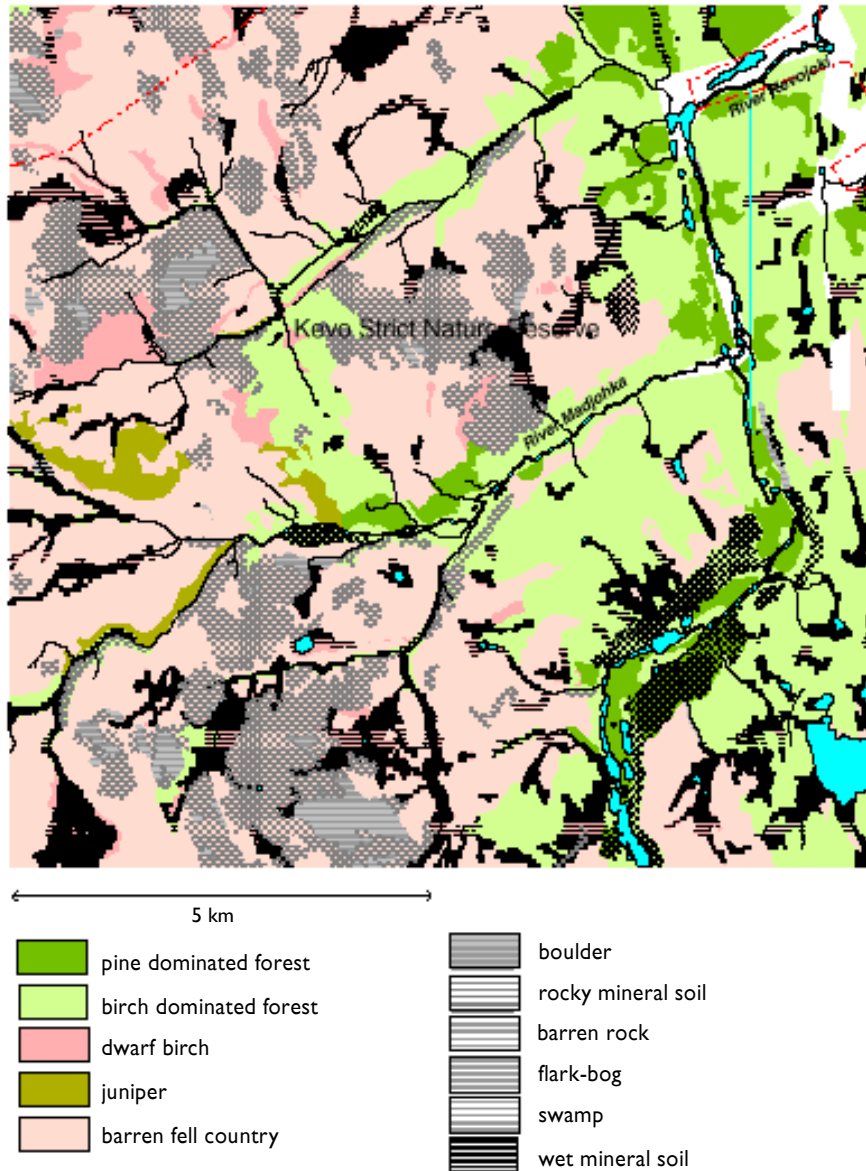 River Kevojoki
Kevo Strict Nature Reserve
River Madjohka
5 km
pine dominated forest
birch dominated forest
dwarf birch
juniper
barren fell country
boulder
rocky mineral soil
barren rock
flark-bog
swamp
wet mineral soil